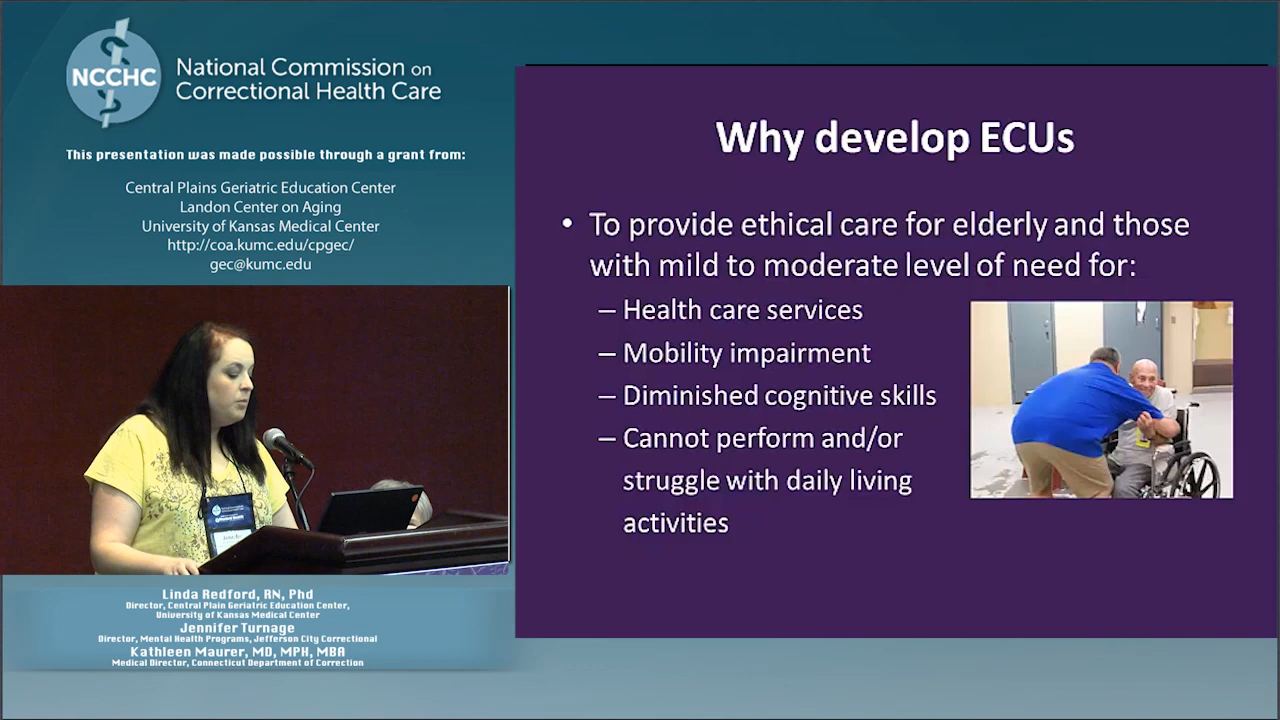 NCCHC
National Commission on
Correctional Health Care
This presentation was made possible through a grant from:
Central Plains Geriatric Education Center
Landon Center on Aging
University of Kansas Medical Center
http://coa.kumc.edu/cpgec/
gec@kumc.edu
Linda Redford, RN, Phd
Director, Central Plain Geriatric Education Center,
University of Kansas Medical Center
Jennifer Turnage
Director, Mental Health Programs, Jefferson City Correctional
Kathleen Maurer, MD, MPH, MBA
Medical Director, Connecticut Department of Correction
Why develop ECUs
• To provide ethical care for elderly and those
with mild to moderate level of need for:
– Health care services
– Mobility impairment
– Diminished cognitive skills
– Cannot perform and/or
struggle with daily living
activities